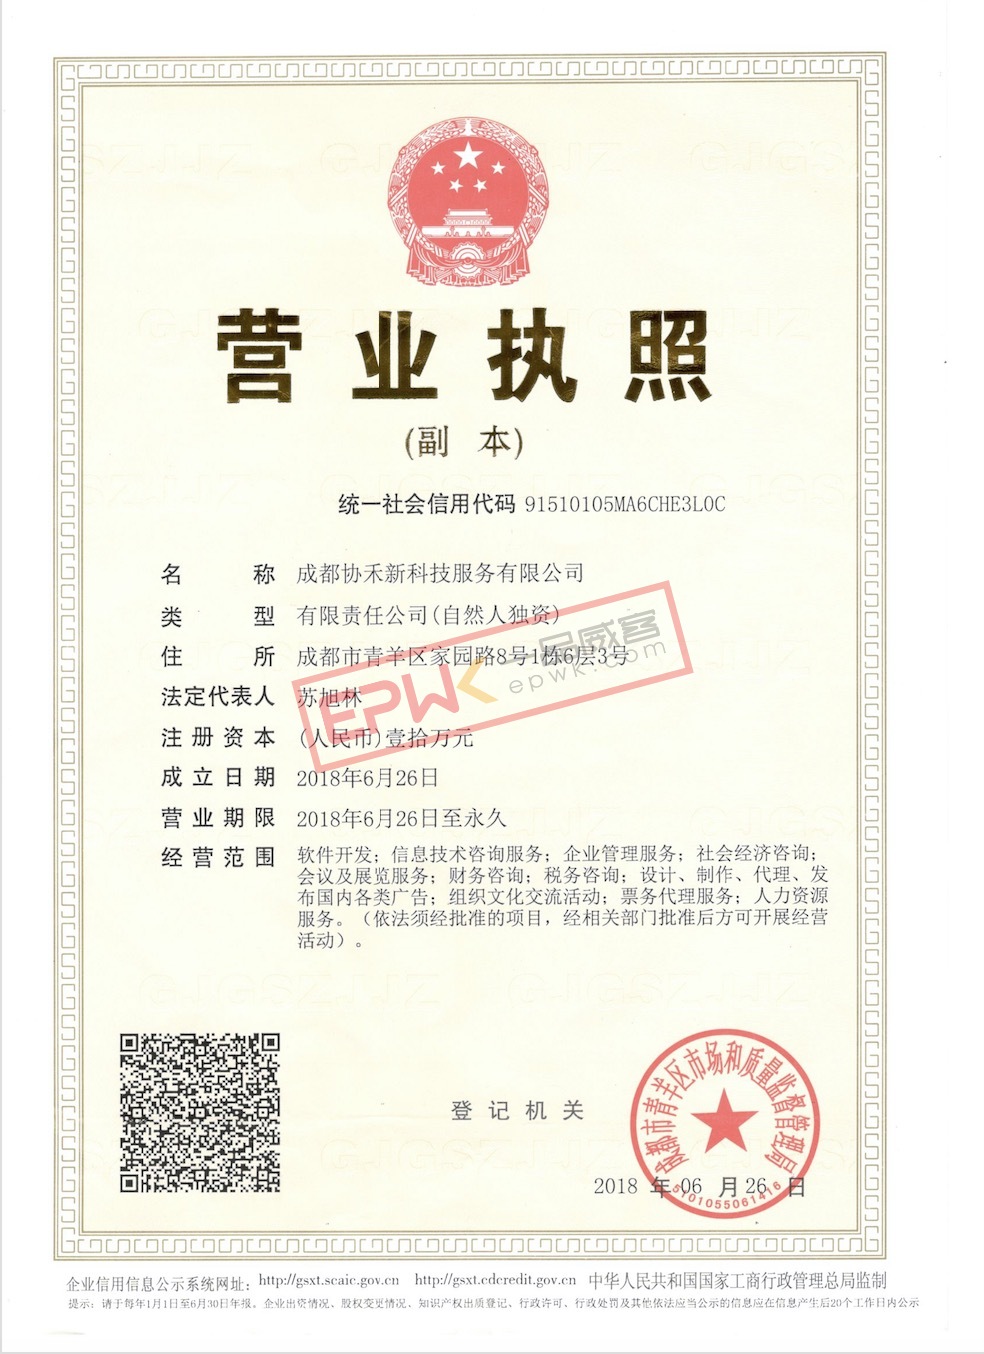 营业执照
(副 本)
统一社会信用代码 91510105MA6CHE3L0C
名 称 成都协禾新科技服务有限公司
类 型 有限责任公司(自然人独资)
住 所 成都市青羊区家园路8号1栋6层3号
法定代表人 苏旭林
注 册 资 本 (人民币)壹拾万元
成 立 日 期 2018年6月26日
营 业 期 限 2018年6月26日至永久
经 营 范 围 软件开发；信息技术咨询服务；企业管理服务；社会经济咨询；
会议及展览服务；财务咨询；税务咨询；设计、制作、代理、发
布国内各类广告；组织文化交流活动；票务代理服务；人力资源
服务。（依法须经批准的项目，经相关部门批准后方可开展经营
活动）。
EPWK 一品威客
epwk.com
登 记 机 关
成都市青羊区市场和质量监督管理局
5101055061416
2018 年 06 月 26 日
企业信用信息公示系统网址：http://gsxt.scaic.gov.cn http://gsxt.cdcredit.gov.cn 中华人民共和国国家工商行政管理总局监制
提示：请于每年1月1日至6月30日年报。企业出资情况、股权变更情况、知识产权出质登记、行政许可、行政处罚及其他依法应当公示的信息应在信息产生后20个工作日内公示